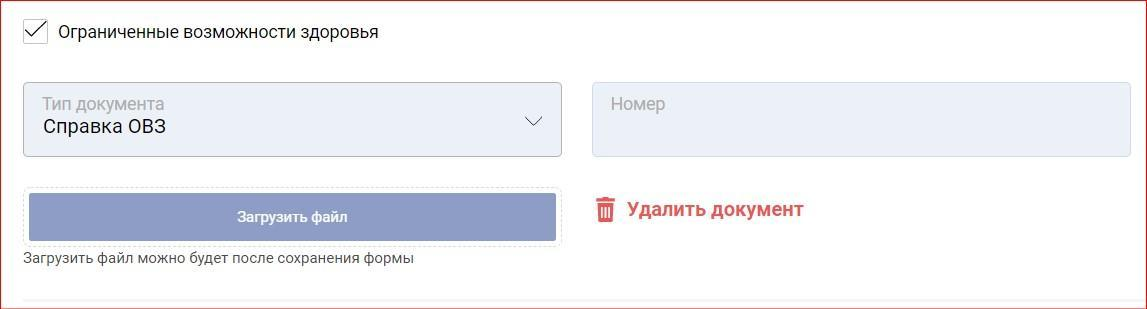 Ограниченные возможности здоровья
Тип документа
Справка ОВЗ
Номер
Загрузить файл
Удалить документ
Загрузить файл можно будет после сохранения формы